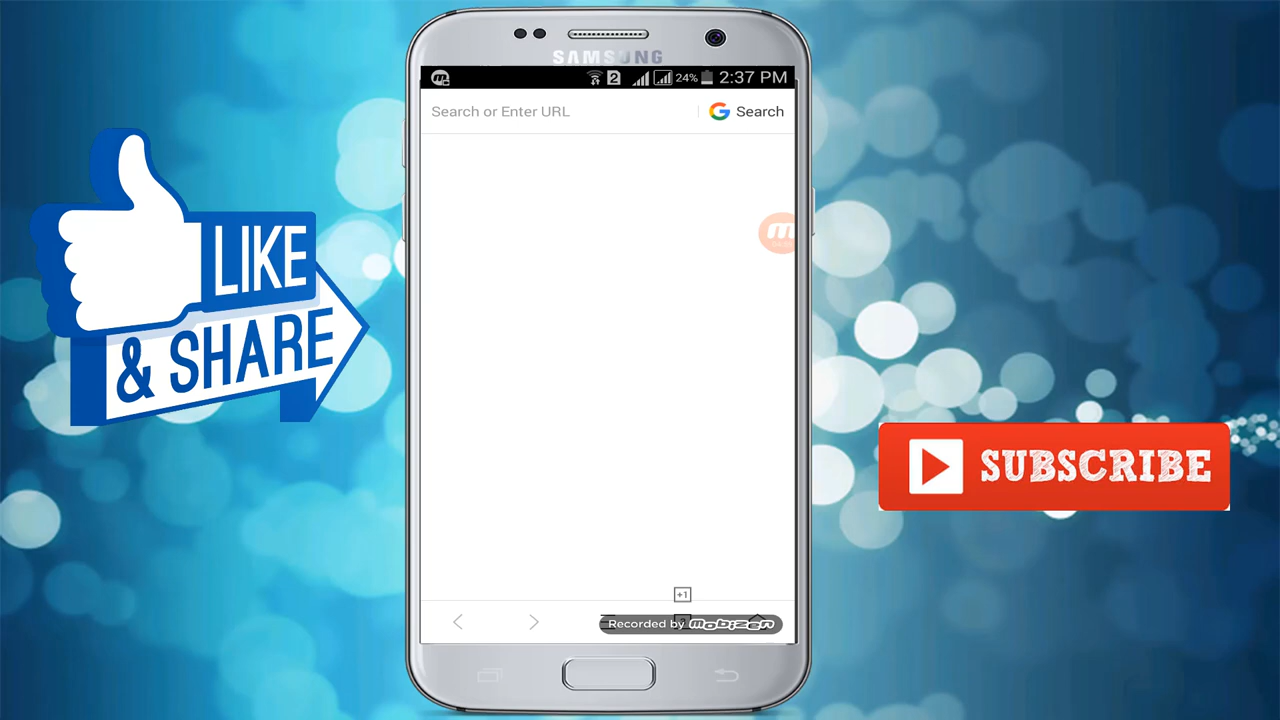 SAMSUNG
2 24% 2:37 PM
Search or Enter URL
G Search
LIKE
& SHARE
SUBSCRIBE
+1
Recorded by mobizen